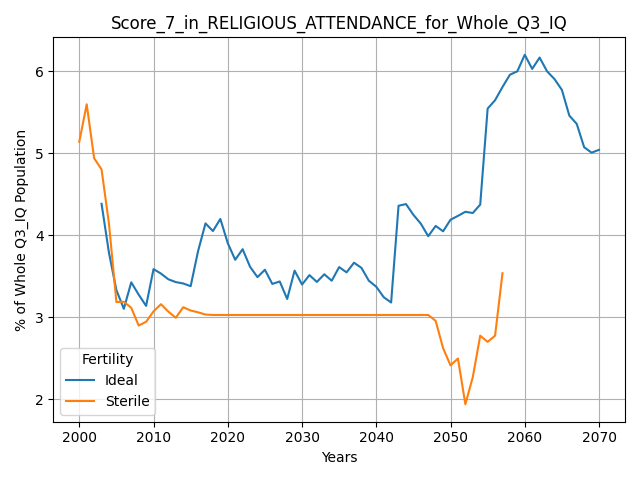 Score_7_in_RELIGIOUS_ATTENDANCE_for_Whole_Q3_IQ
% of Whole Q3_IQ Population
6
5
4
3
2
Fertility
Ideal
Sterile
2000 2010 2020 2030 2040 2050 2060 2070
Years